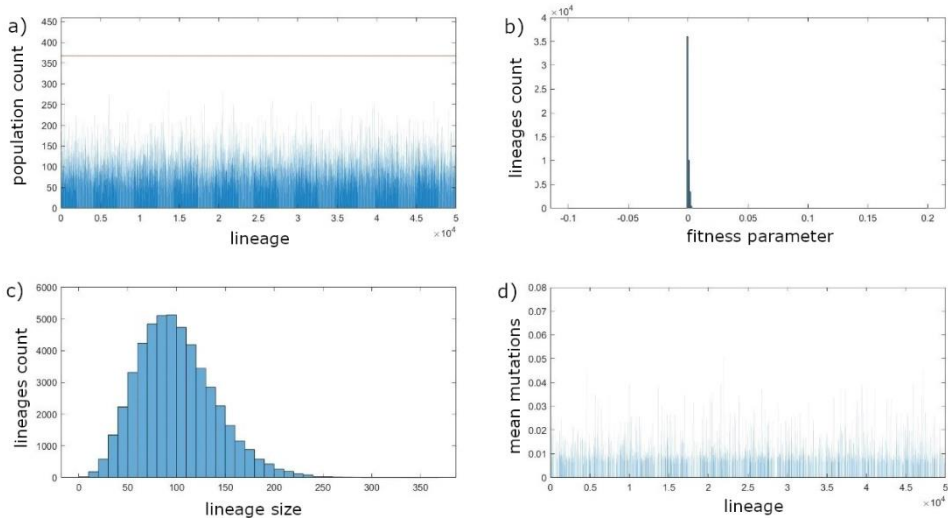 a)
population count
450
400
350
300
250
200
150
100
50
0
0 0.5 1 1.5 2 2.5 3 3.5 4 4.5 5
×10⁴
lineage
b)
×10⁴
lineages count
4
3.5
3
2.5
2
1.5
1
0.5
0
-0.1 -0.05 0 0.05 0.1 0.15 0.2
fitness parameter
c)
lineages count
6000
5000
4000
3000
2000
1000
0
0 50 100 150 200 250 300 350
lineage size
d)
mean mutations
0.08
0.07
0.06
0.05
0.04
0.03
0.02
0.01
0
0 0.5 1 1.5 2 2.5 3 3.5 4 4.5 5
×10⁴
lineage